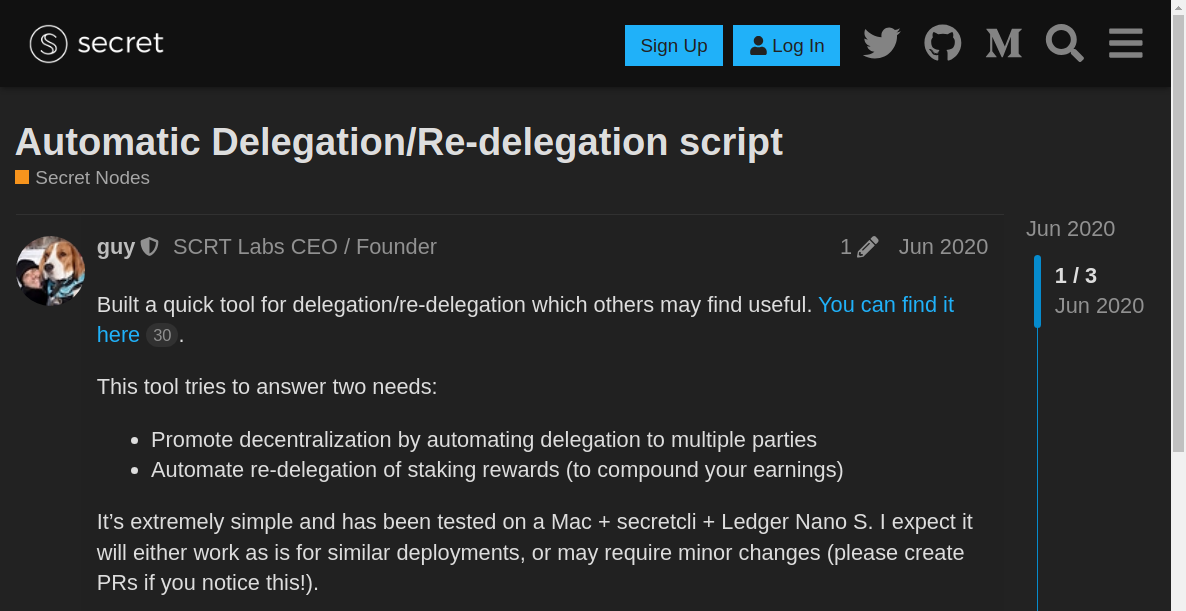 secret
Sign Up
Log In
Automatic Delegation/Re-delegation script
Secret Nodes
guy SCRT Labs CEO / Founder
1 Jun 2020
Built a quick tool for delegation/re-delegation which others may find useful. You can find it
here 30 .
This tool tries to answer two needs:
Promote decentralization by automating delegation to multiple parties
Automate re-delegation of staking rewards (to compound your earnings)
It’s extremely simple and has been tested on a Mac + secretcli + Ledger Nano S. I expect it
will either work as is for similar deployments, or may require minor changes (please create
PRs if you notice this!).
Jun 2020
1 / 3
Jun 2020